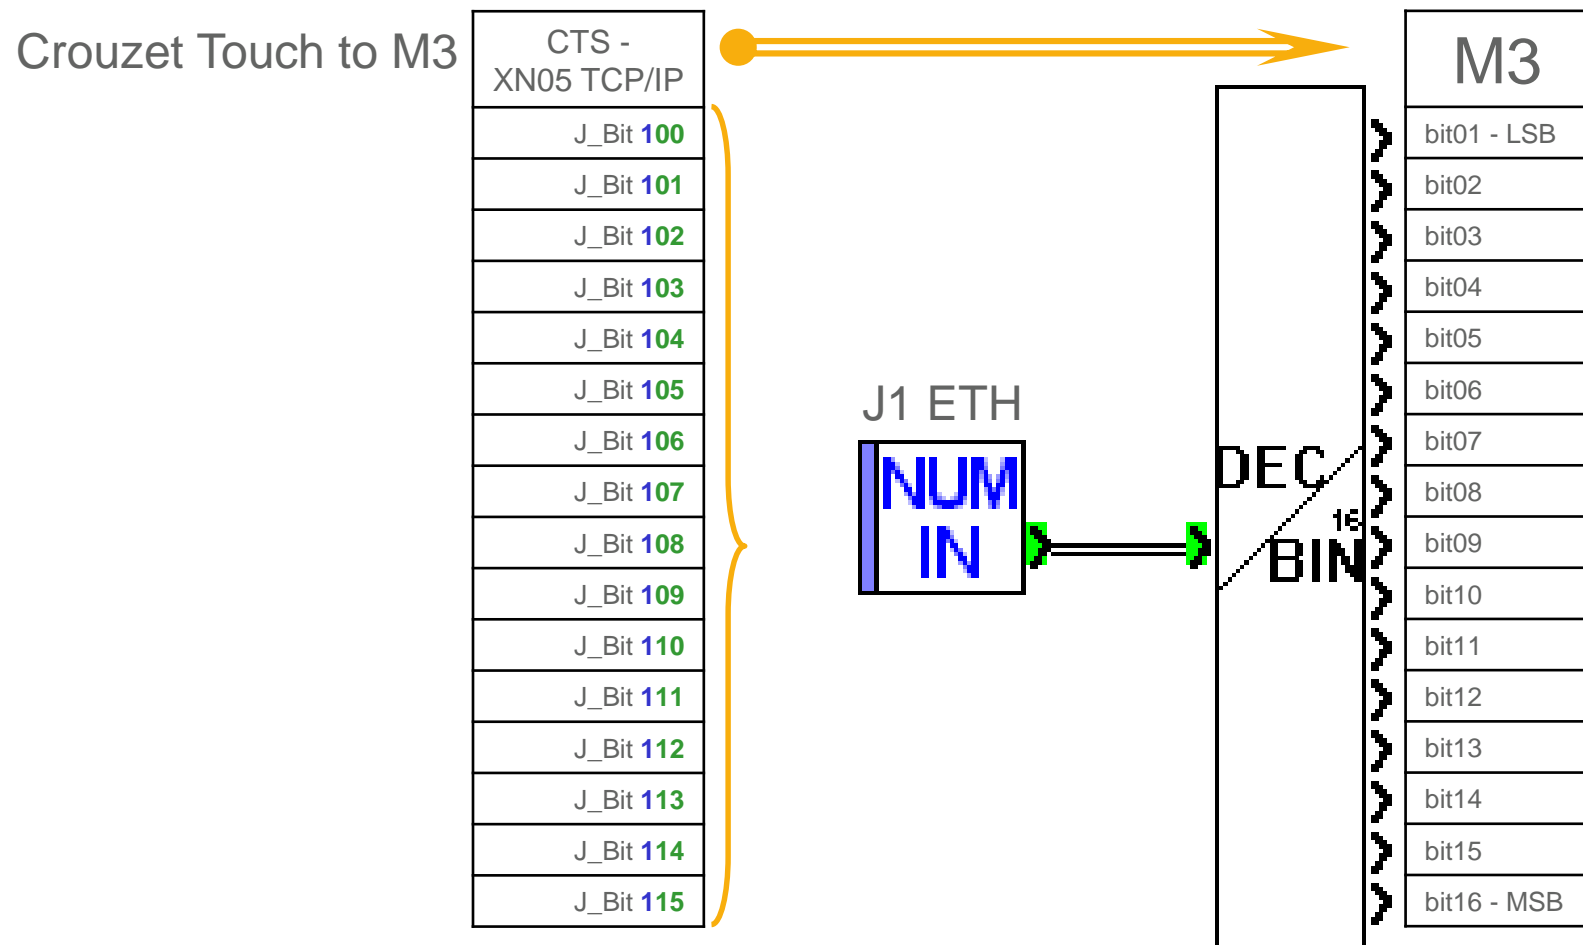 Crouzet Touch to M3
CTS -
XN05 TCP/IP
M3
J_Bit 100
bit01 - LSB
J_Bit 101
bit02
J_Bit 102
bit03
J_Bit 103
bit04
J_Bit 104
bit05
J_Bit 105
bit06
J_Bit 106
bit07
J_Bit 107
bit08
J_Bit 108
bit09
J_Bit 109
bit10
J_Bit 110
bit11
J_Bit 111
bit12
J_Bit 112
bit13
J_Bit 113
bit14
J_Bit 114
bit15
J_Bit 115
bit16 - MSB
J1 ETH
NUM
IN
DEC
16
BIN